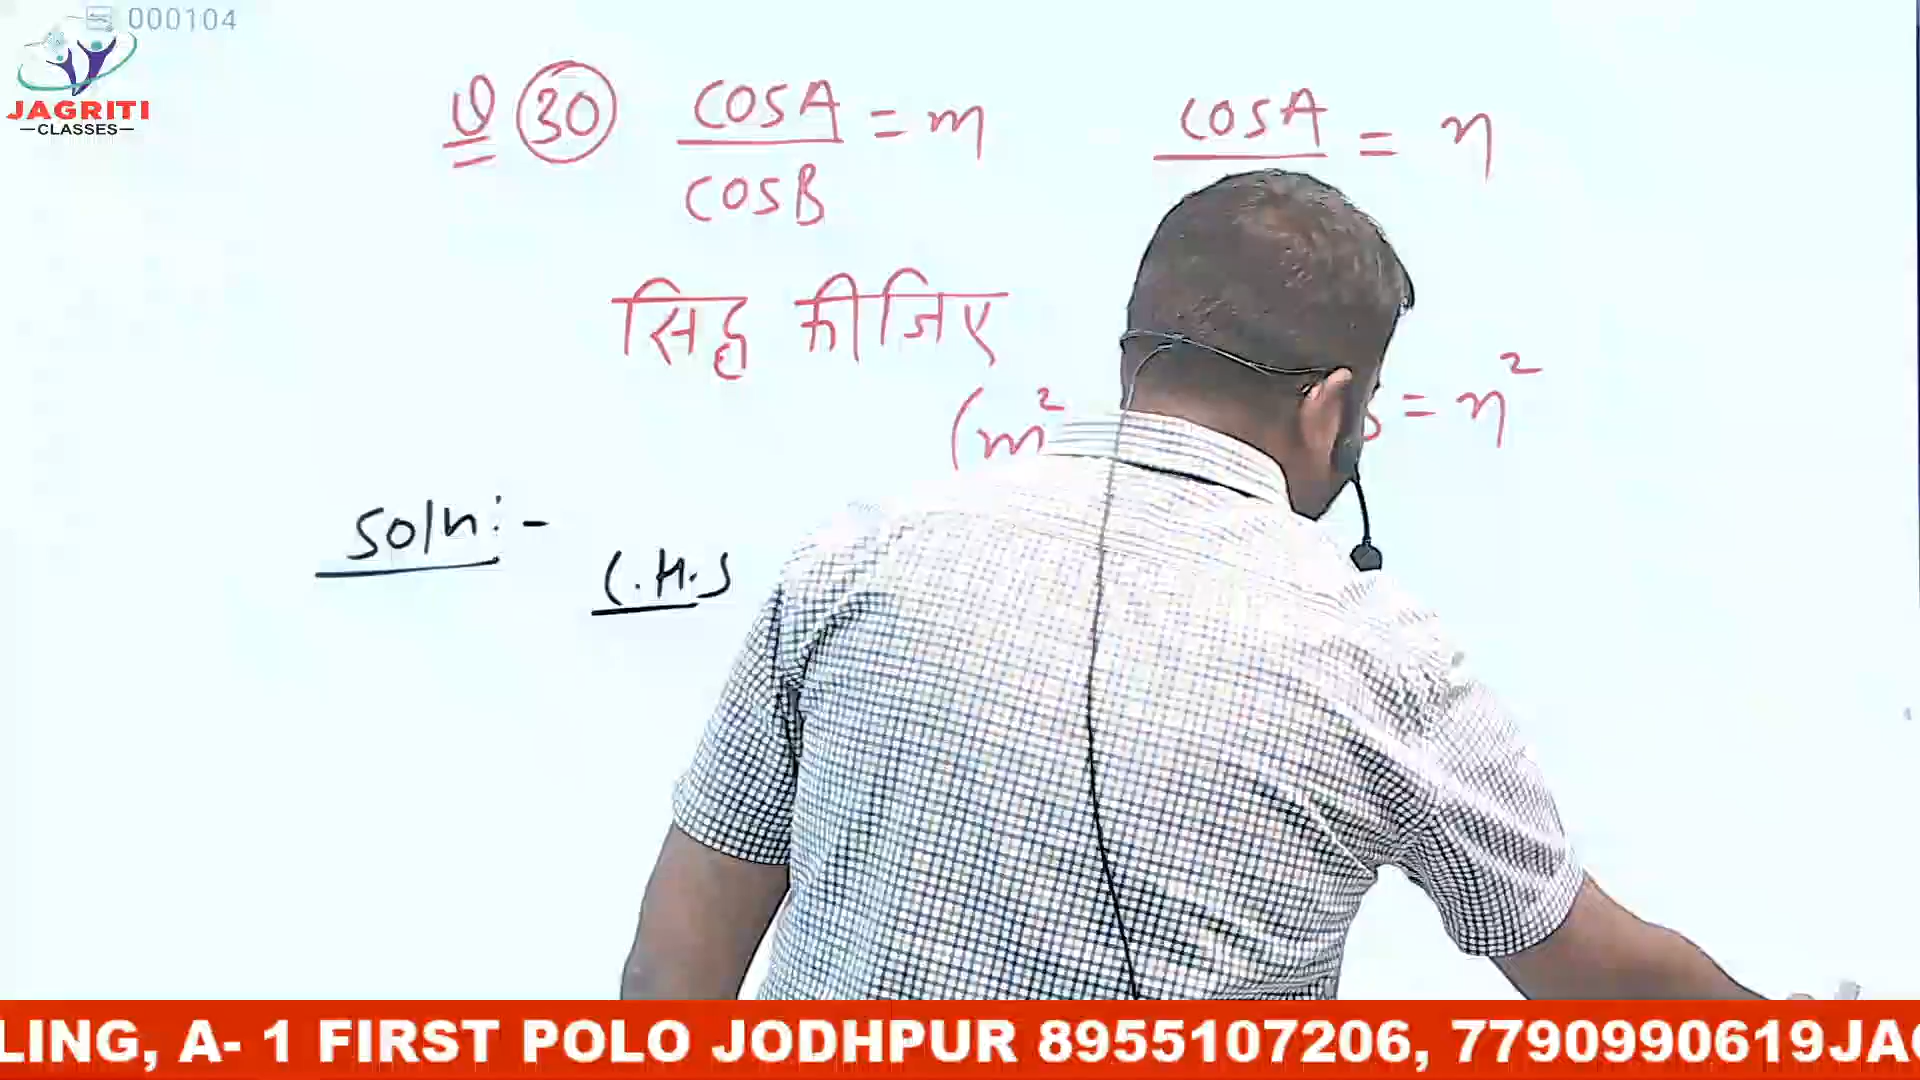 000104
JAGRITI
CLASSES
Q 30 cosA/cosB = m cosA = n
सिद्ध कीजिए
(m² = n²
Soln:-
L.H.S
LING, A- 1 FIRST POLO JODHPUR 8955107206, 7790990619JA